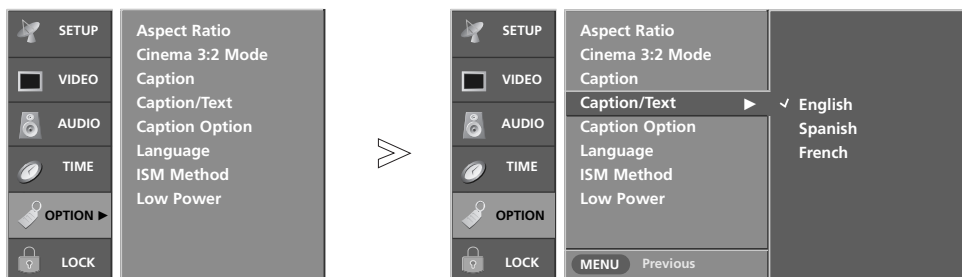 SETUP
VIDEO
AUDIO
TIME
OPTION
LOCK
Aspect Ratio
Cinema 3:2 Mode
Caption
Caption/Text
Caption Option
Language
ISM Method
Low Power
SETUP
VIDEO
AUDIO
TIME
OPTION
LOCK
Aspect Ratio
Cinema 3:2 Mode
Caption
Caption/Text
Caption Option
Language
ISM Method
Low Power
MENU Previous
English
Spanish
French